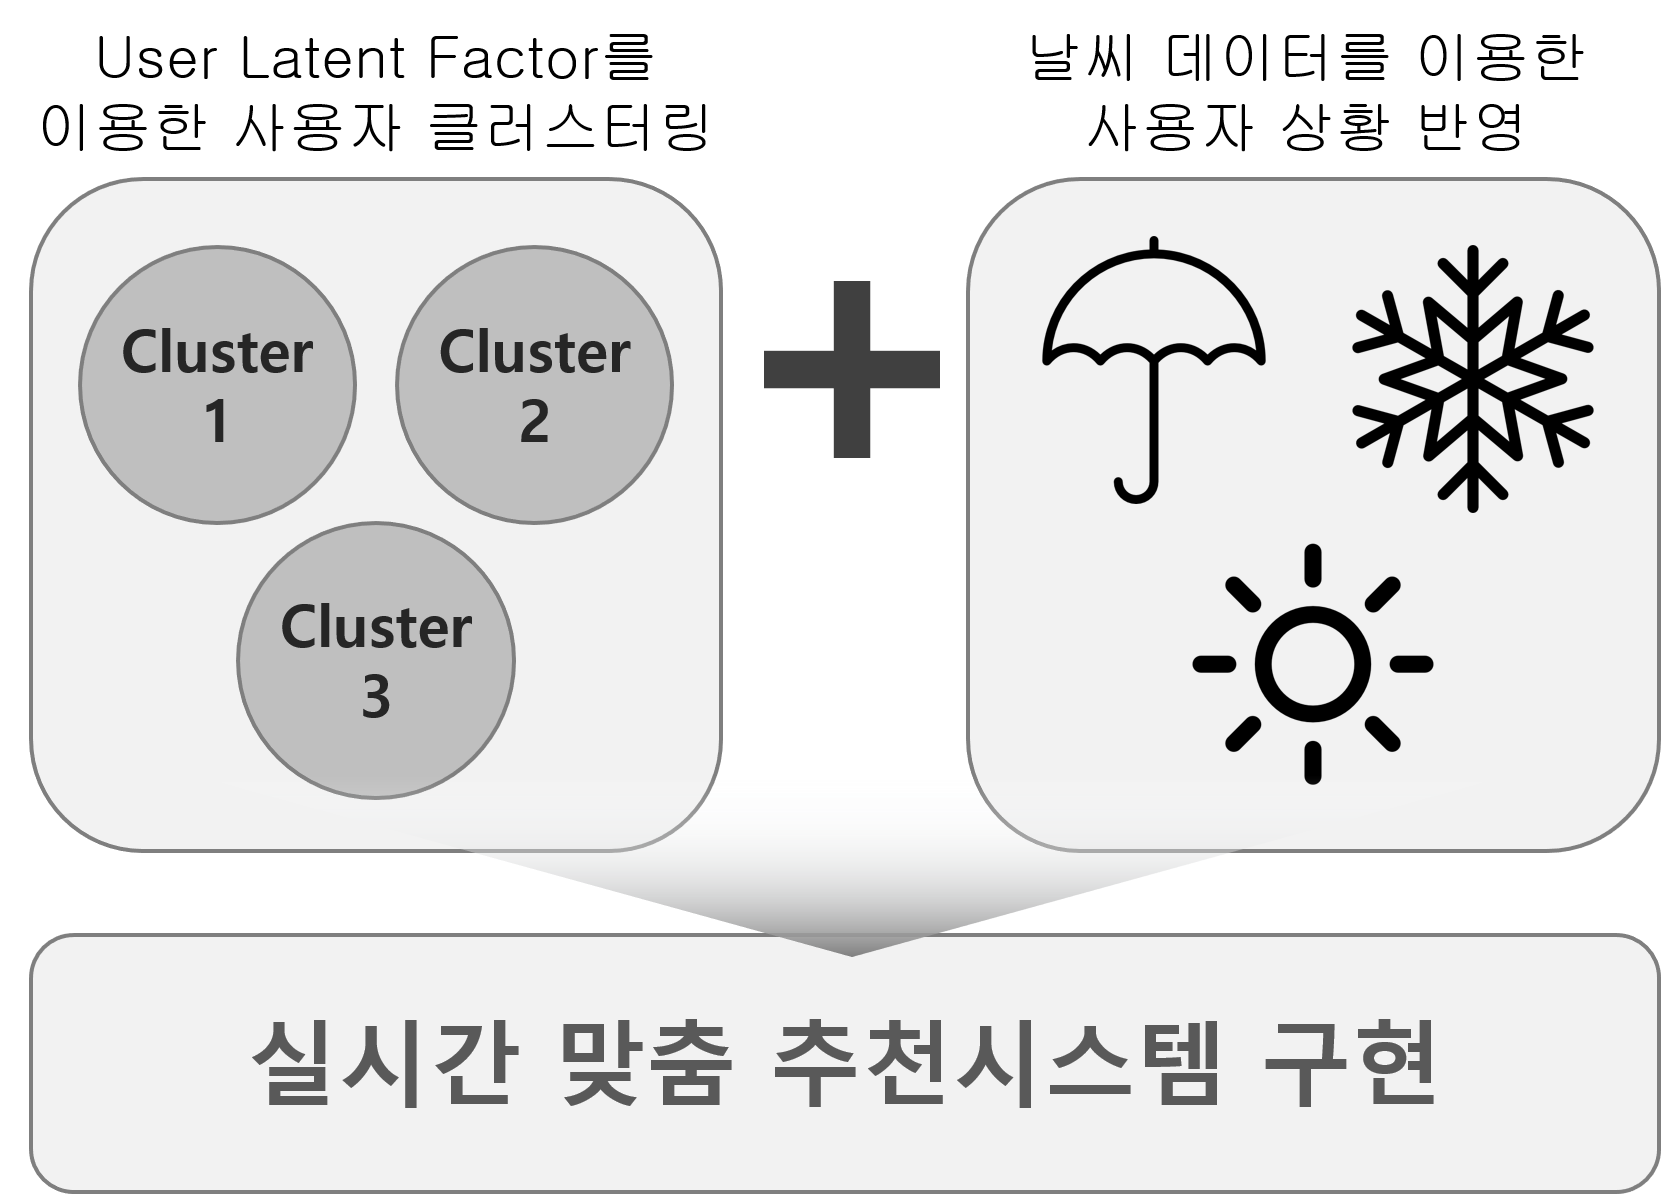 User Latent Factor를
이용한 사용자 클러스터링
날씨 데이터를 이용한
사용자 상황 반영
Cluster
1
Cluster
2
Cluster
3
실시간 맞춤 추천시스템 구현